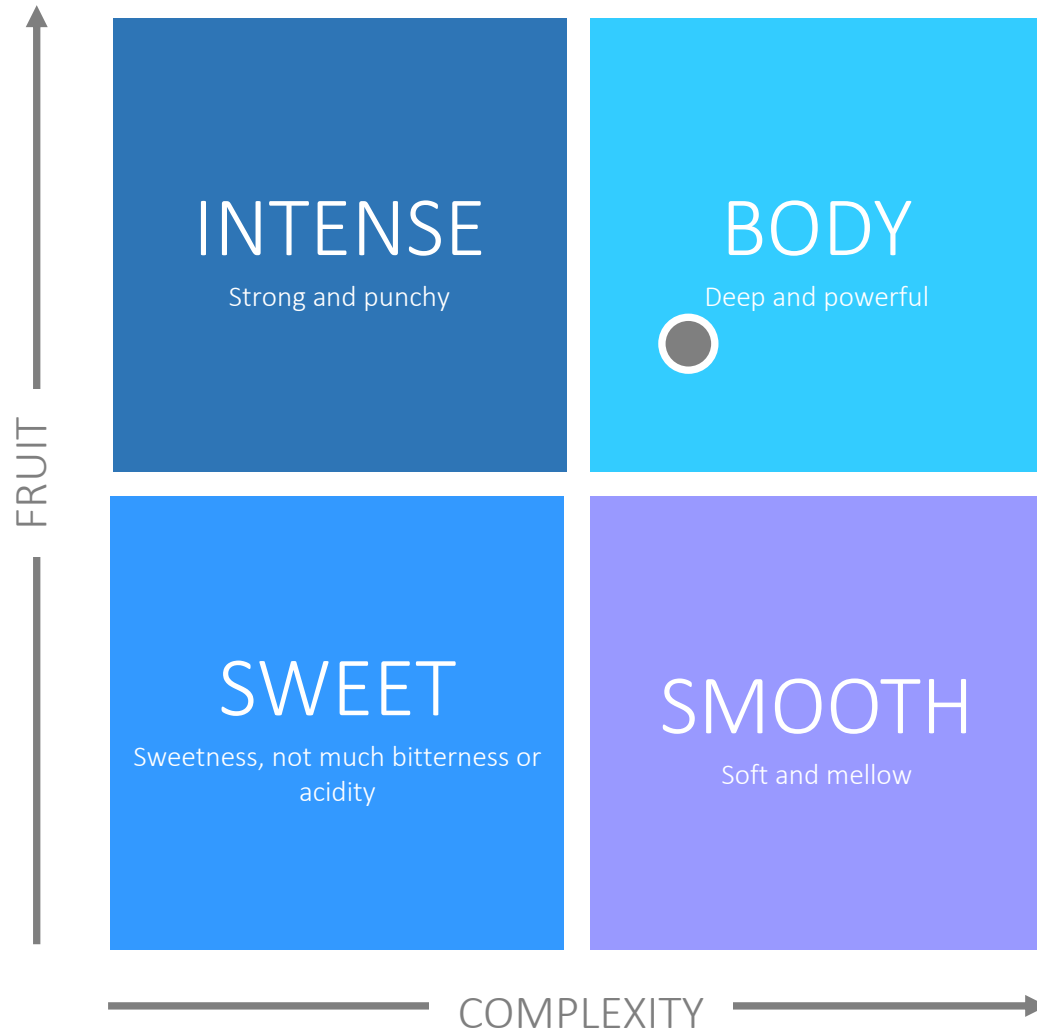 INTENSE
Strong and punchy
BODY
Deep and powerful
FRUIT
SWEET
Sweetness, not much bitterness or
acidity
SMOOTH
Soft and mellow
COMPLEXITY